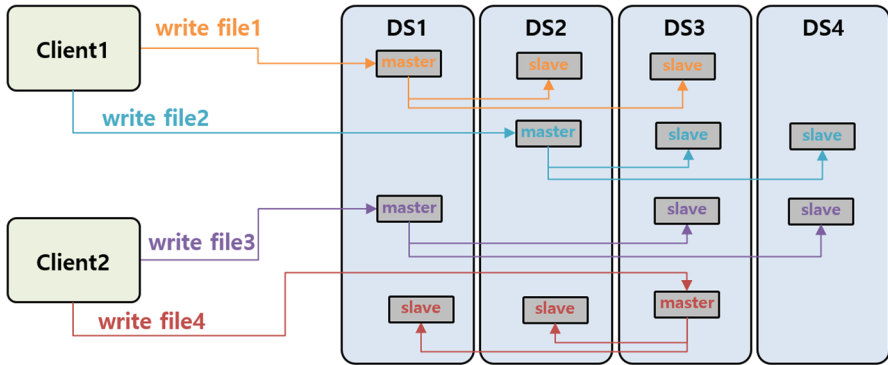 DS1 DS2 DS3 DS4
Client1
write file1
master slave slave
write file2
master slave slave
Client2
write file3
master slave slave
write file4
slave slave master